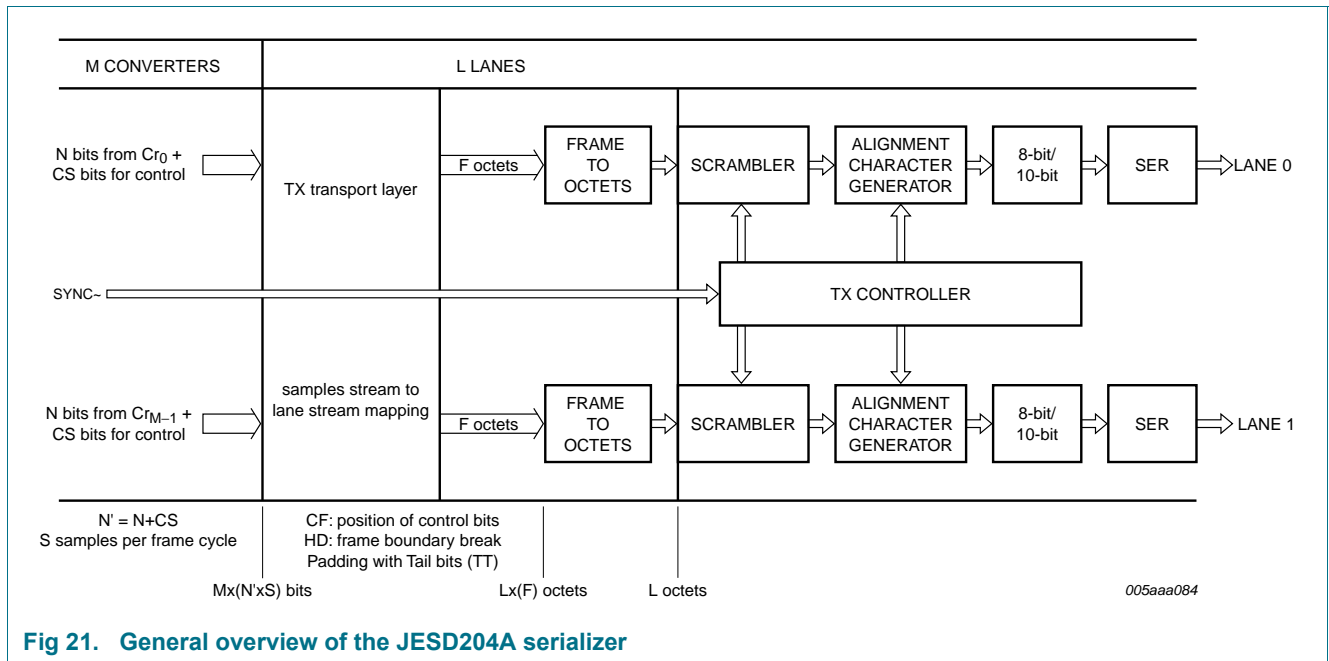 M CONVERTERS
L LANES
N bits from Cr0 +
CS bits for control
TX transport layer
F octets
FRAME
TO
OCTETS
SCRAMBLER
ALIGNMENT
CHARACTER
GENERATOR
8-bit/
10-bit
SER
LANE 0
SYNC~
TX CONTROLLER
N bits from CrM–1 +
CS bits for control
samples stream to
lane stream mapping
F octets
FRAME
TO
OCTETS
SCRAMBLER
ALIGNMENT
CHARACTER
GENERATOR
8-bit/
10-bit
SER
LANE 1
N' = N+CS
S samples per frame cycle
CF: position of control bits
HD: frame boundary break
Padding with Tail bits (TT)
Mx(N'xS) bits
Lx(F) octets
L octets
005aaa084
Fig 21. General overview of the JESD204A serializer